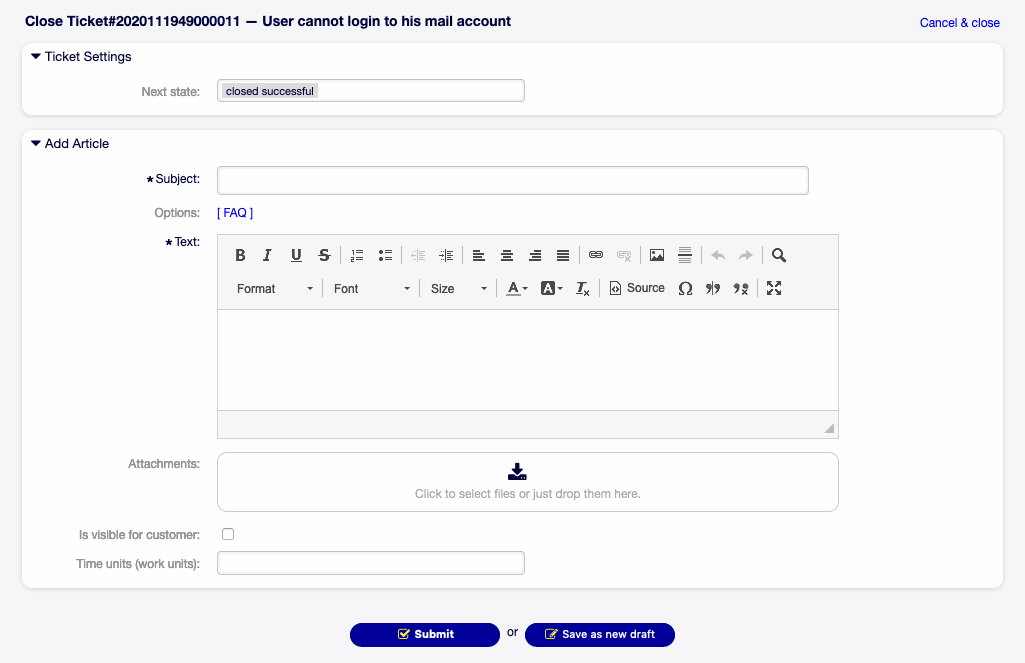 Close Ticket#2020111949000011 — User cannot login to his mail account
Cancel & close
Ticket Settings
Next state:
closed successful
Add Article
* Subject:
Options:
[ FAQ ]
* Text:
B I U S
Format Font Size A A Tx Source Ω
Attachments:
Click to select files or just drop them here.
Is visible for customer:
Time units (work units):
Submit or Save as new draft